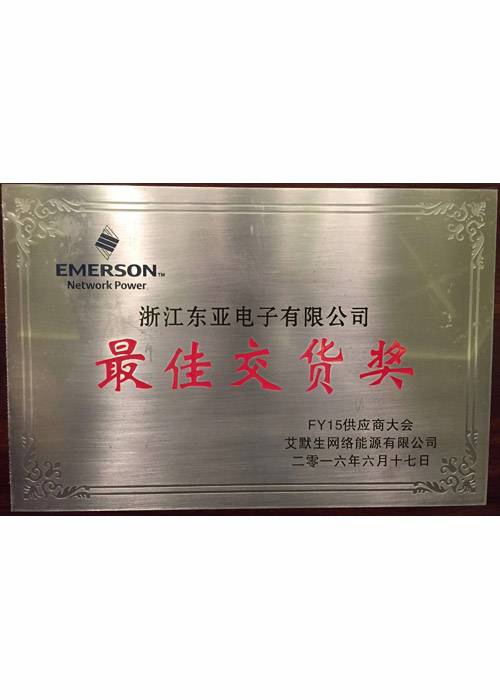 EMERSON™
Network Power
浙江东亚电子有限公司
最佳交货奖
FY15供应商大会
艾默生网络能源有限公司
二零一六年六月十七日